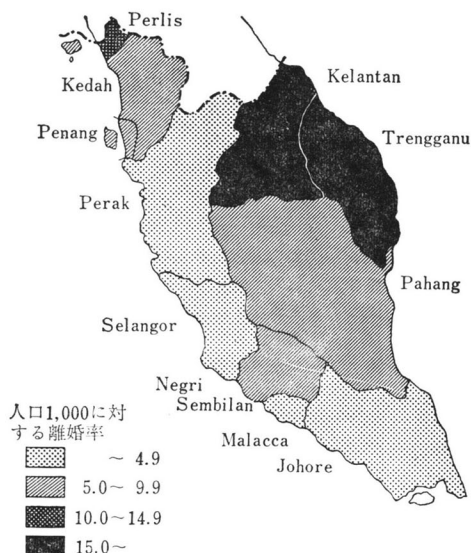 Perlis
Kelantan
Kedah
Trengganu
Penang
Perak
Pahang
Selangor
Negri
Sembilan
Malacca
Johore
人口1,000に対
する離婚率
～ 4.9
5.0～ 9.9
10.0～14.9
15.0～